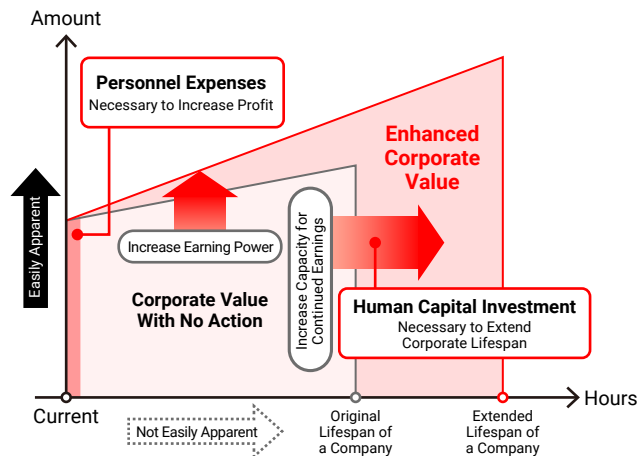 Amount
Personnel Expenses
Necessary to Increase Profit
Enhanced
Corporate
Value
Easily Apparent
Increase Earning Power
Increase Capacity for
Continued Earnings
Corporate Value
With No Action
Human Capital Investment
Necessary to Extend
Corporate Lifespan
Hours
Current
Not Easily Apparent
Original
Lifespan of
a Company
Extended
Lifespan of
a Company